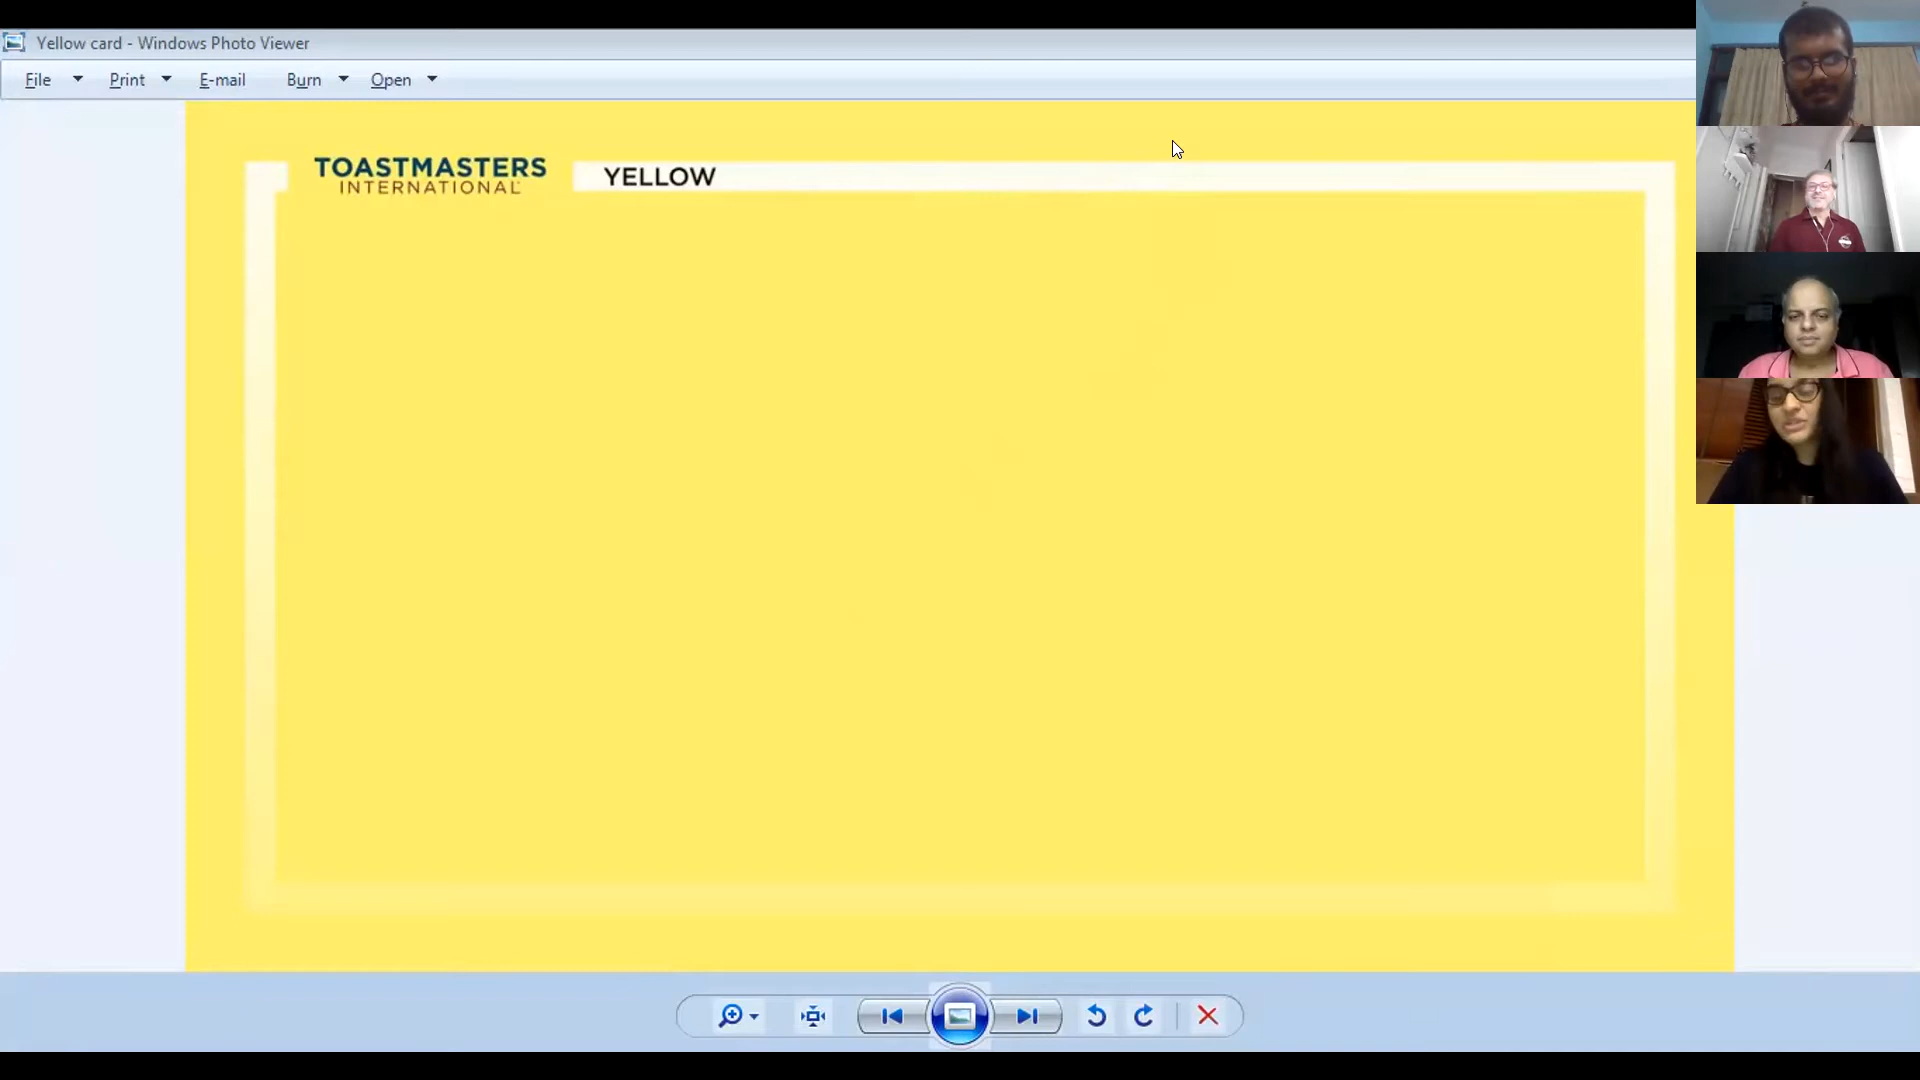 Yellow card - Windows Photo Viewer
File Print E-mail Burn Open
TOASTMASTERS
INTERNATIONAL
YELLOW